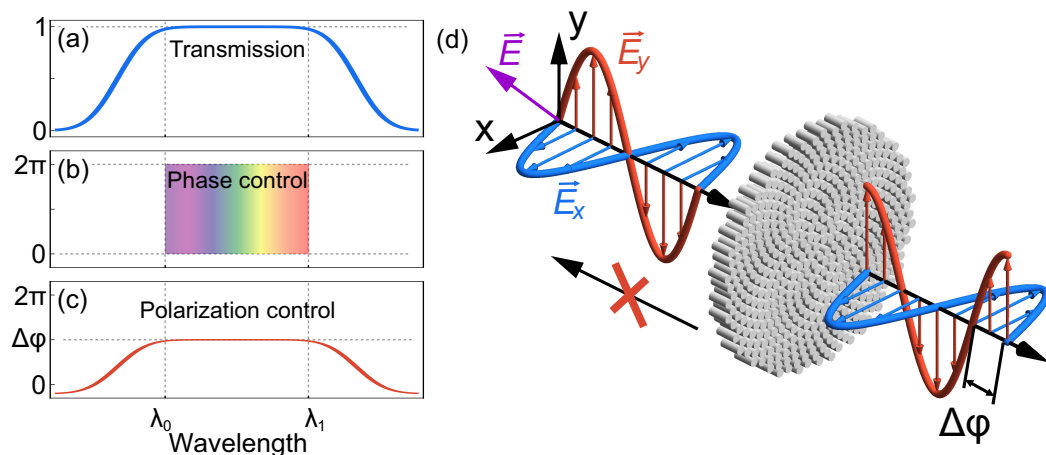 (a)
1
Transmission
0
(b)
2π
Phase control
0
(c)
2π
Polarization control
Δφ
0
λ0
λ1
Wavelength
(d)
y
E
Ey
x
Ex
Δφ